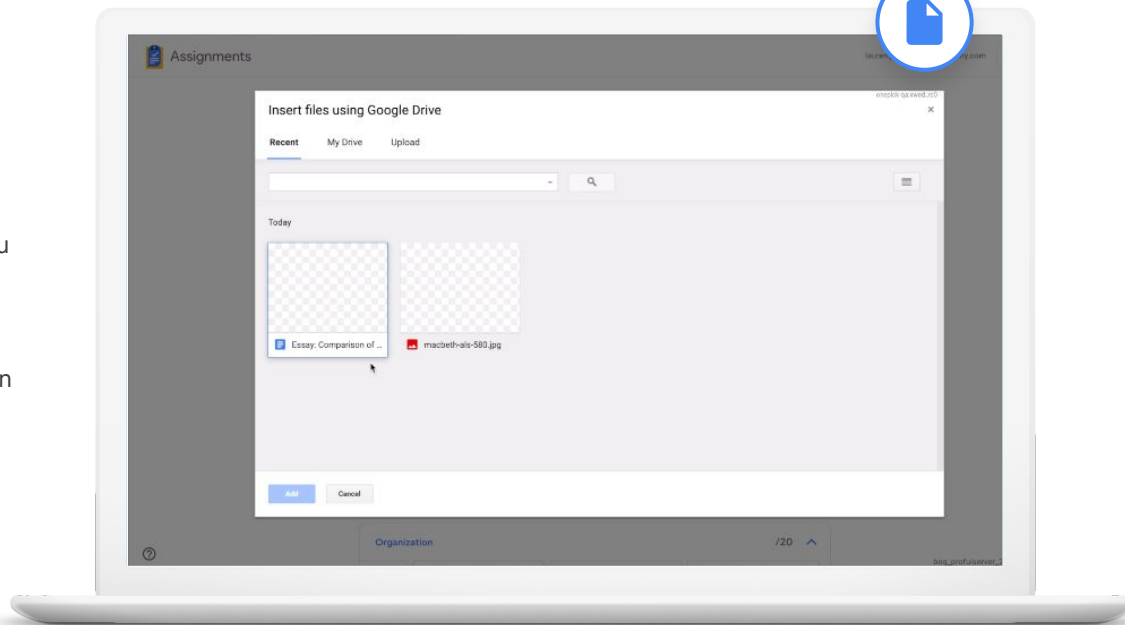 Assignments
Insert files using Google Drive
×
Recent My Drive Upload
Today
Essay: Comparison of ...
macbeth-als-580.jpg
u
n
Add Cancel
Organization /20